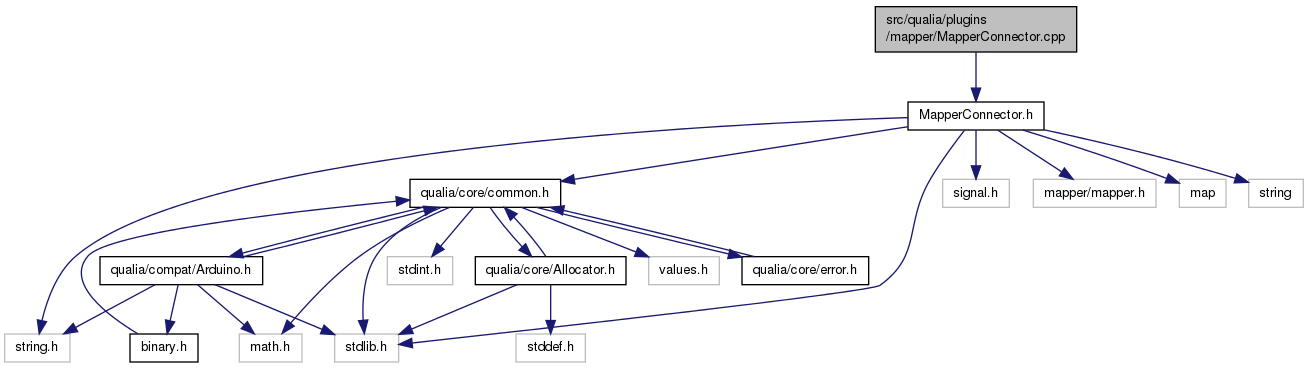 src/qualia/plugins
/mapper/MapperConnector.cpp
MapperConnector.h
qualia/core/common.h
signal.h
mapper/mapper.h
map
string
qualia/compat/Arduino.h
stdint.h
qualia/core/Allocator.h
values.h
qualia/core/error.h
string.h
binary.h
math.h
stdlib.h
stddef.h